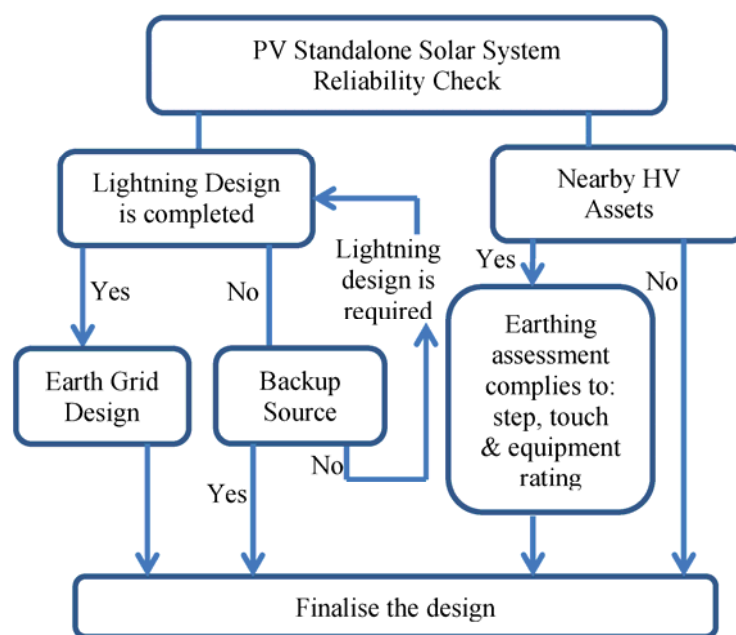 PV Standalone Solar System
Reliability Check
Lightning Design
is completed
Nearby HV
Assets
Lightning
design is
required
Yes
No
Yes
No
Earth Grid
Design
Backup
Source
Earthing
assessment
complies to:
step, touch
& equipment
rating
No
Yes
Finalise the design